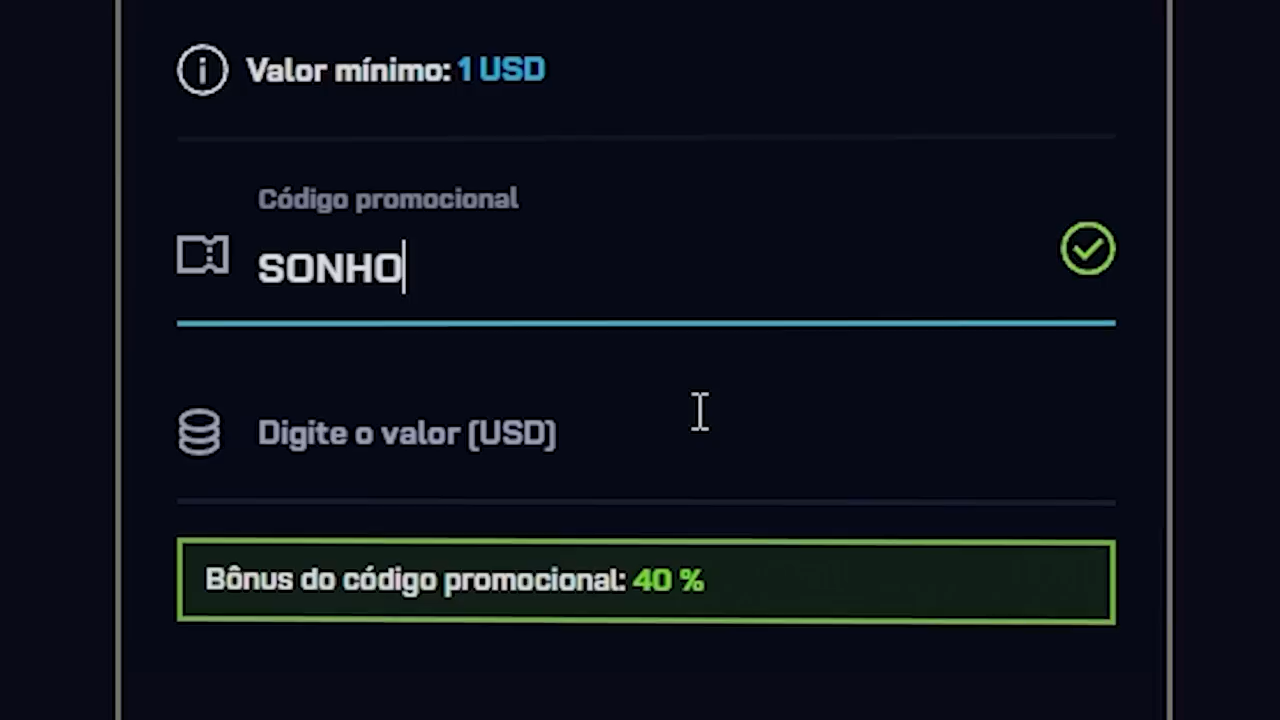 Valor mínimo: 1 USD
Código promocional
SONHO
Digite o valor (USD)
Bônus do código promocional: 40 %